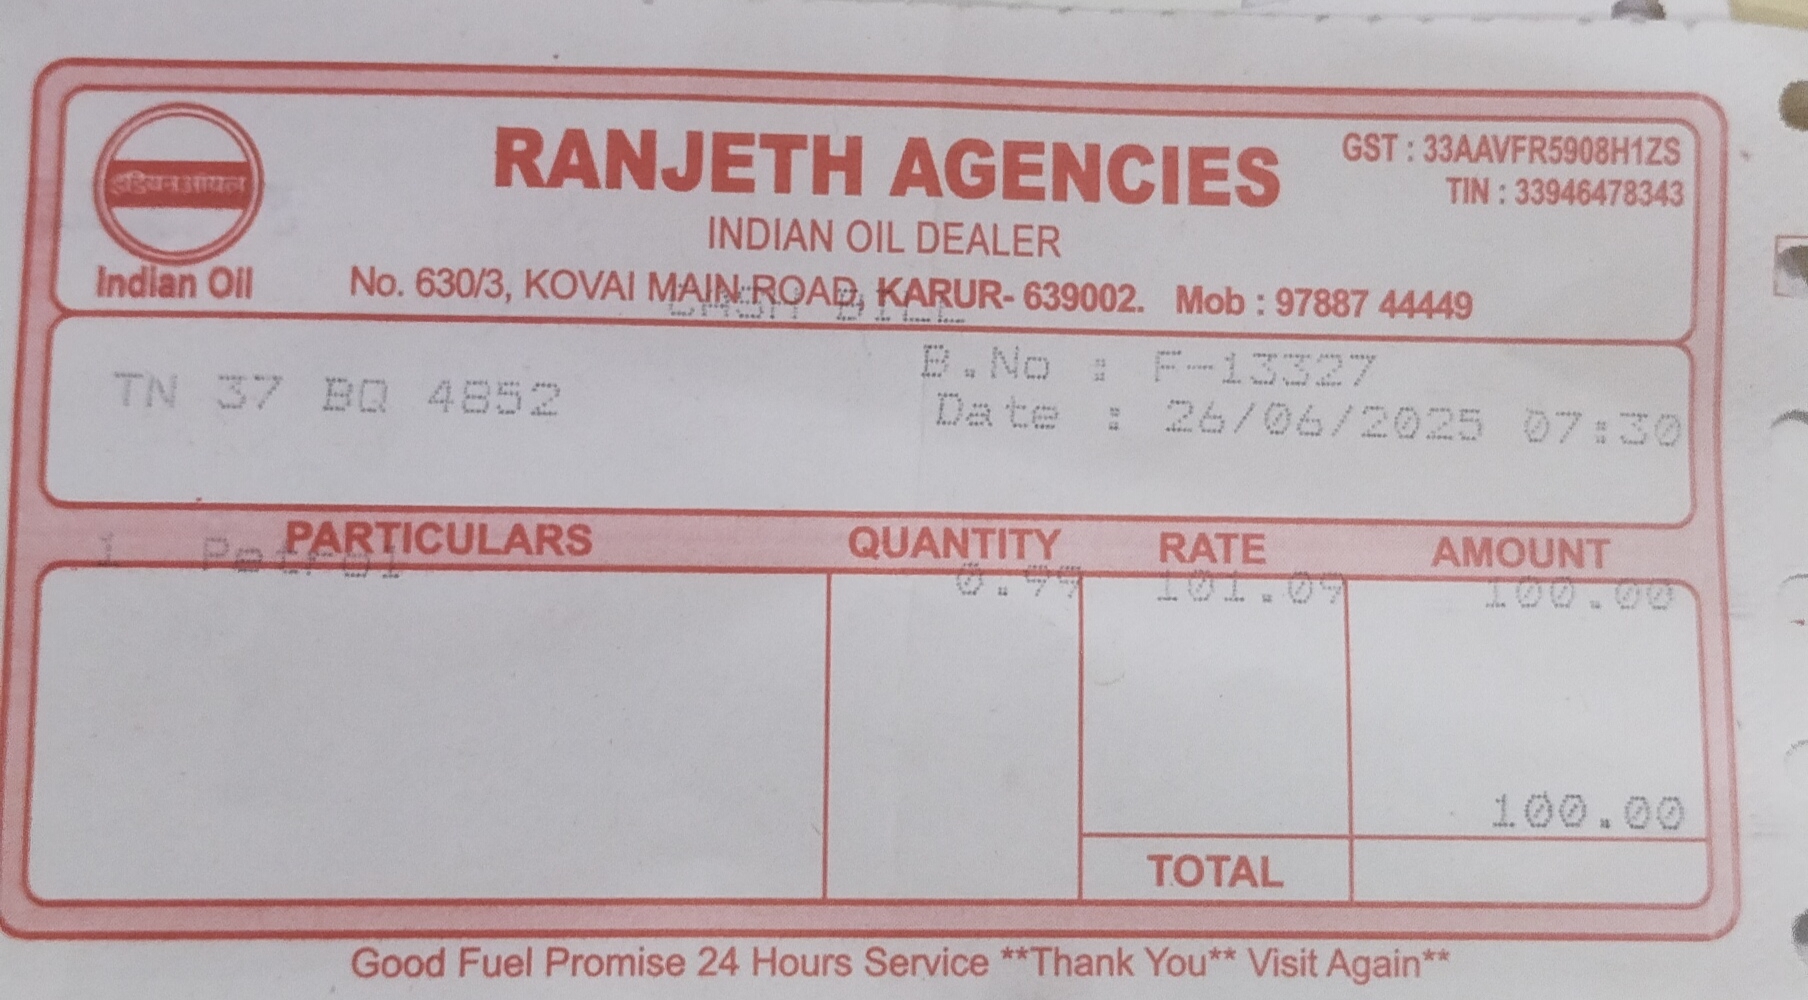 इंडियनऑयल
Indian Oil
RANJETH AGENCIES
GST : 33AAVFR5908H1ZS
TIN : 33946478343
INDIAN OIL DEALER
No. 630/3, KOVAI MAIN ROAD, KARUR- 639002. Mob : 97887 44449
CASH BILL
TN 37 BQ 4852
B.No : F-13327
Date : 26/06/2025 07:30
PARTICULARS QUANTITY RATE AMOUNT
1 Petrol 0.99 101.09 100.00
100.00
TOTAL
Good Fuel Promise 24 Hours Service **Thank You** Visit Again**